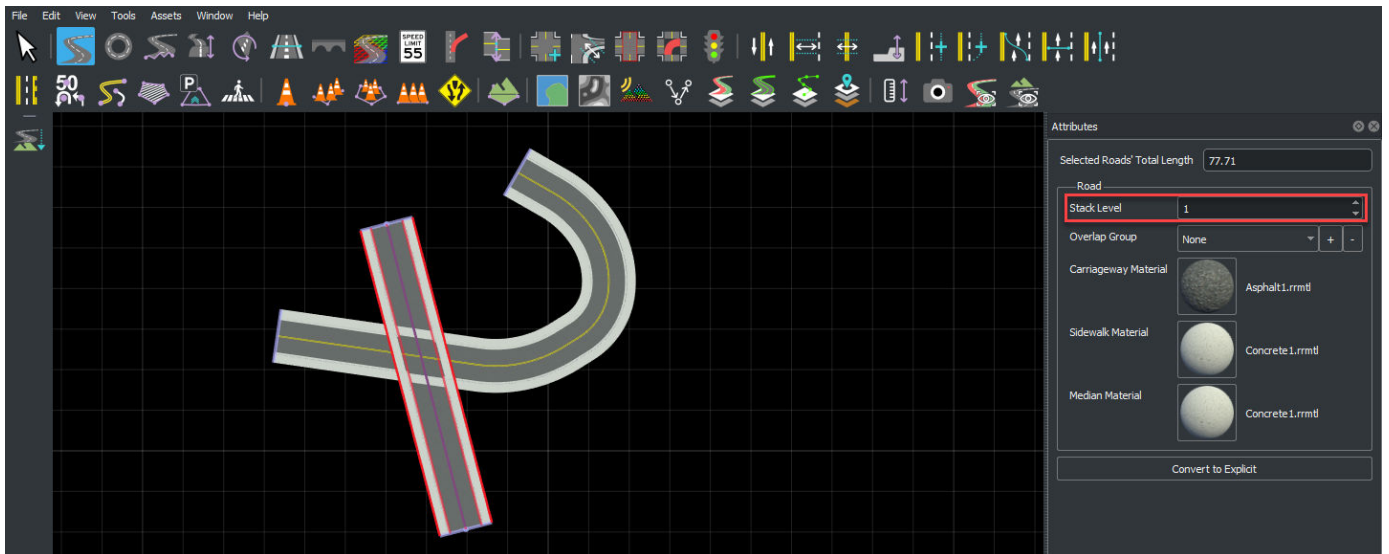 File Edit View Tools Assets Window Help
SPEED LIMIT 55
50
P
Attributes
Selected Roads' Total Length 77.71
Road
Stack Level 1
Overlap Group None + -
Carriageway Material Asphalt1.rrmtl
Sidewalk Material Concrete1.rrmtl
Median Material Concrete1.rrmtl
Convert to Explicit